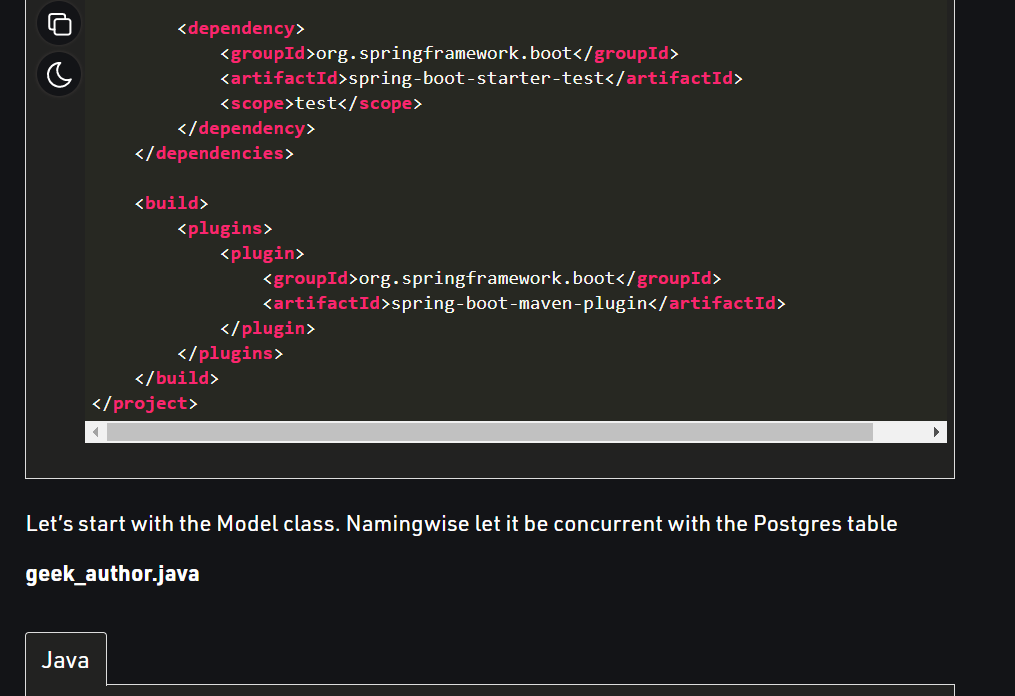 <dependency>
<groupId>org.springframework.boot</groupId>
<artifactId>spring-boot-starter-test</artifactId>
<scope>test</scope>
</dependency>
</dependencies>
<build>
<plugins>
<plugin>
<groupId>org.springframework.boot</groupId>
<artifactId>spring-boot-maven-plugin</artifactId>
</plugin>
</plugins>
</build>
</project>
Let’s start with the Model class. Namingwise let it be concurrent with the Postgres table
geek_author.java
Java